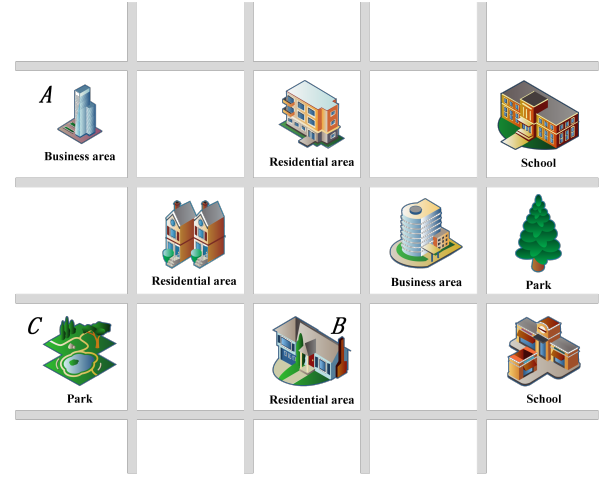 A
Business area
Residential area
School
Residential area
Business area
Park
C
Park
B
Residential area
School